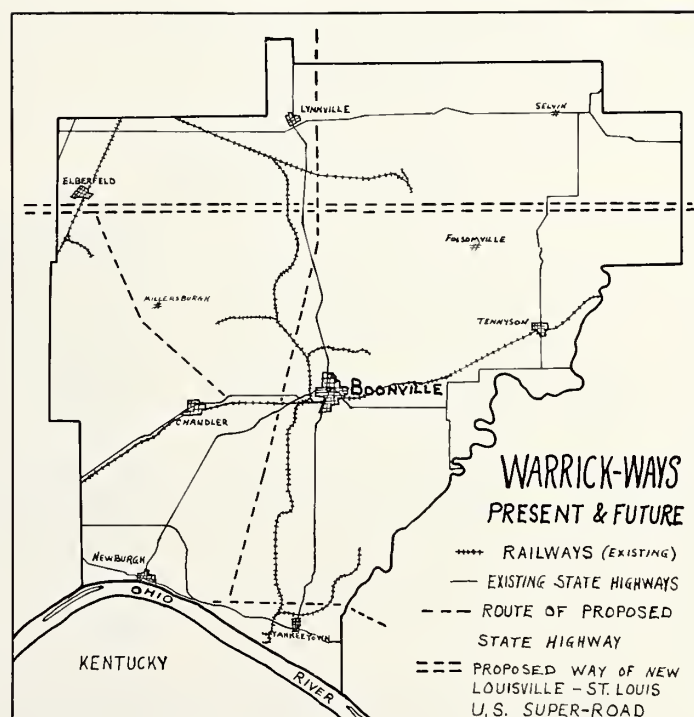 LYNNVILLE
SELVIN
ELBERFELD
FOLSOMVILLE
MILLERSBURGH
TENNYSON
BOONVILLE
CHANDLER
WARRICK-WAYS
PRESENT & FUTURE
RAILWAYS (EXISTING)
EXISTING STATE HIGHWAYS
ROUTE OF PROPOSED
STATE HIGHWAY
PROPOSED WAY OF NEW
LOUISVILLE - ST. LOUIS
U.S. SUPER-ROAD
NEWBURGH
OHIO
YANKEETOWN
KENTUCKY
RIVER